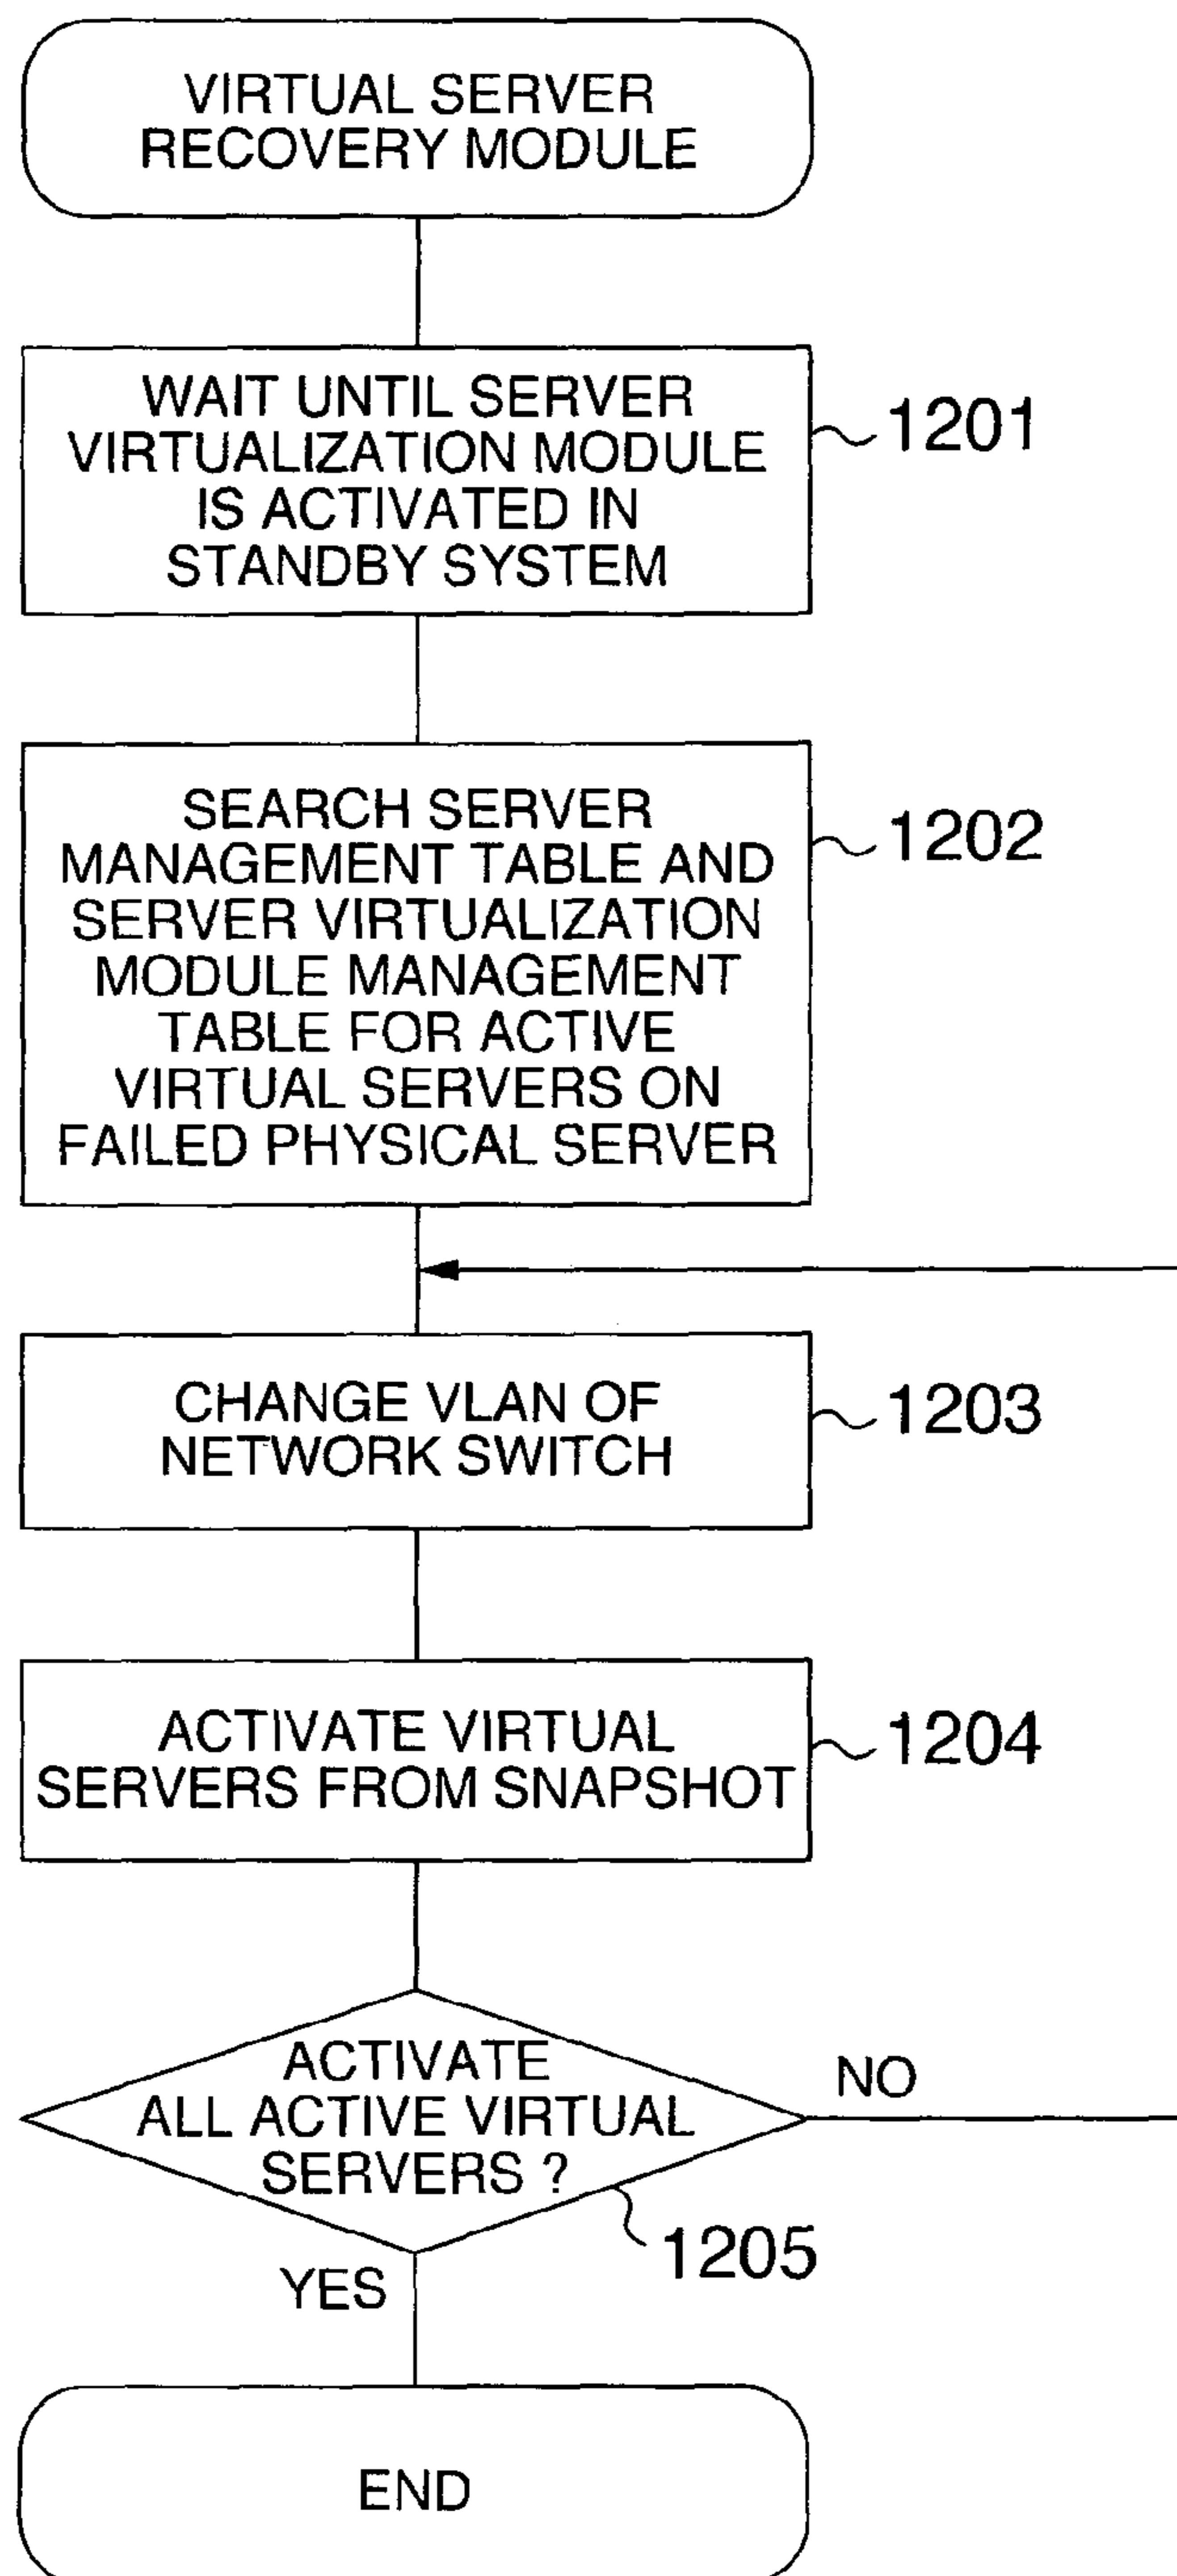 VIRTUAL SERVER
RECOVERY MODULE
WAIT UNTIL SERVER
VIRTUALIZATION MODULE
IS ACTIVATED IN
STANDBY SYSTEM
1201
SEARCH SERVER
MANAGEMENT TABLE AND
SERVER VIRTUALIZATION
MODULE MANAGEMENT
TABLE FOR ACTIVE
VIRTUAL SERVERS ON
FAILED PHYSICAL SERVER
1202
CHANGE VLAN OF
NETWORK SWITCH
1203
ACTIVATE VIRTUAL
SERVERS FROM SNAPSHOT
1204
ACTIVATE
ALL ACTIVE VIRTUAL
SERVERS ?
NO
1205
YES
END